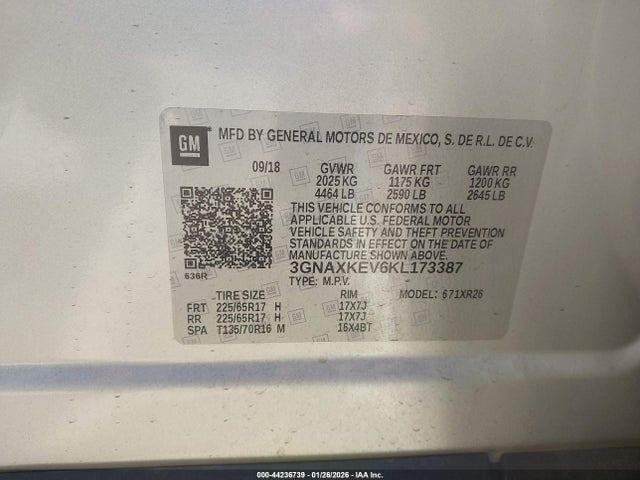 GM
MFD BY GENERAL MOTORS DE MEXICO, S. DE R.L. DE C.V.
09/18 GVWR GAWR FRT GAWR RR
2025 KG 1175 KG 1200 KG
4464 LB 2590 LB 2645 LB
THIS VEHICLE CONFORMS TO ALL
APPLICABLE U.S. FEDERAL MOTOR
VEHICLE SAFETY AND THEFT PREVENTION
STANDARDS IN EFFECT ON THE DATE OF
MANUFACTURE SHOWN ABOVE.
636R
3GNAXKEV6KL173387
TYPE: M.P.V. MODEL: 671XR26
TIRE SIZE RIM
FRT 225/65R17 H 17X7J
RR 225/65R17 H 17X7J
SPA T135/70R16 M 16X4BT
000-44236739 - 01/26/2026 - IAA Inc.